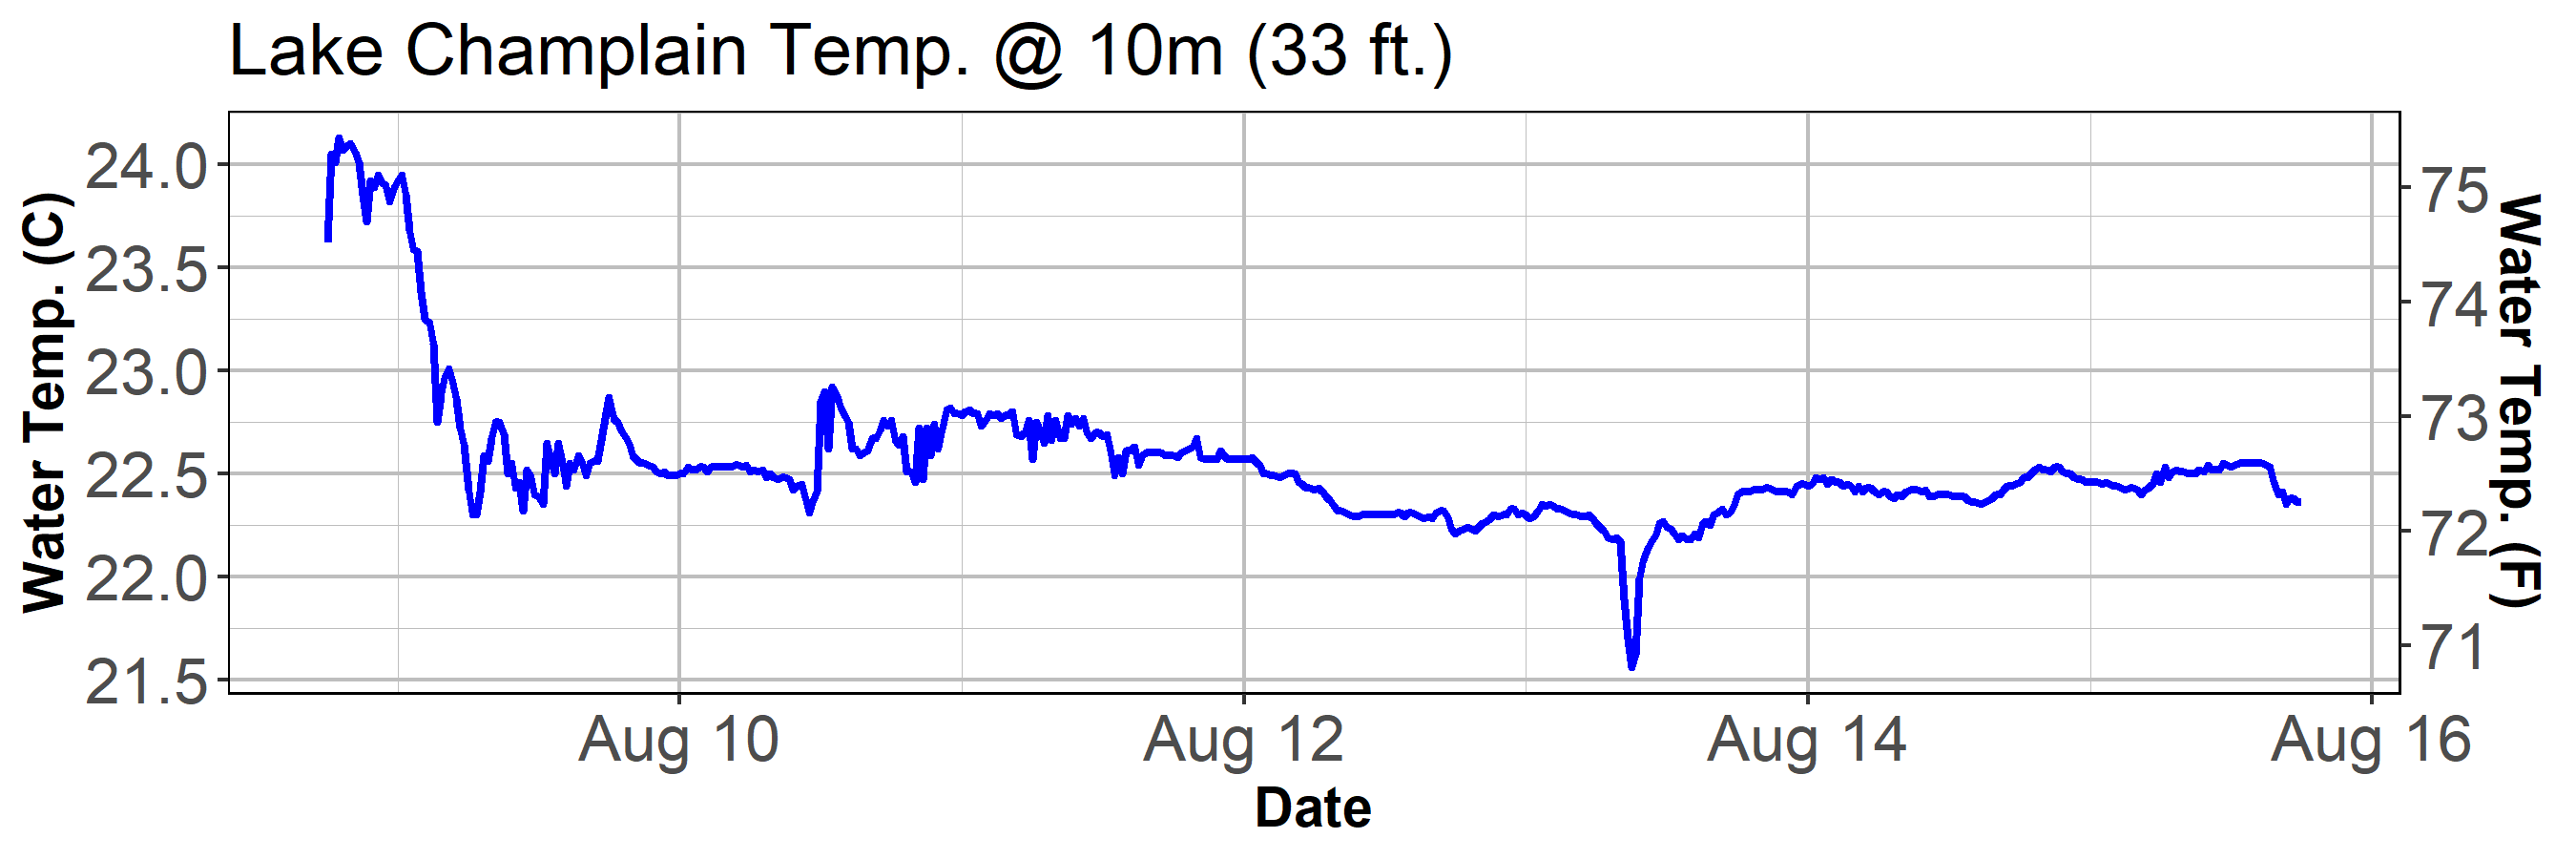 Lake Champlain Temp. @ 10m (33 ft.)
Water Temp. (C)
24.0
23.5
23.0
22.5
22.0
21.5
75
74
73
72
71
Water Temp. (F)
Aug 10 Aug 12 Aug 14 Aug 16
Date